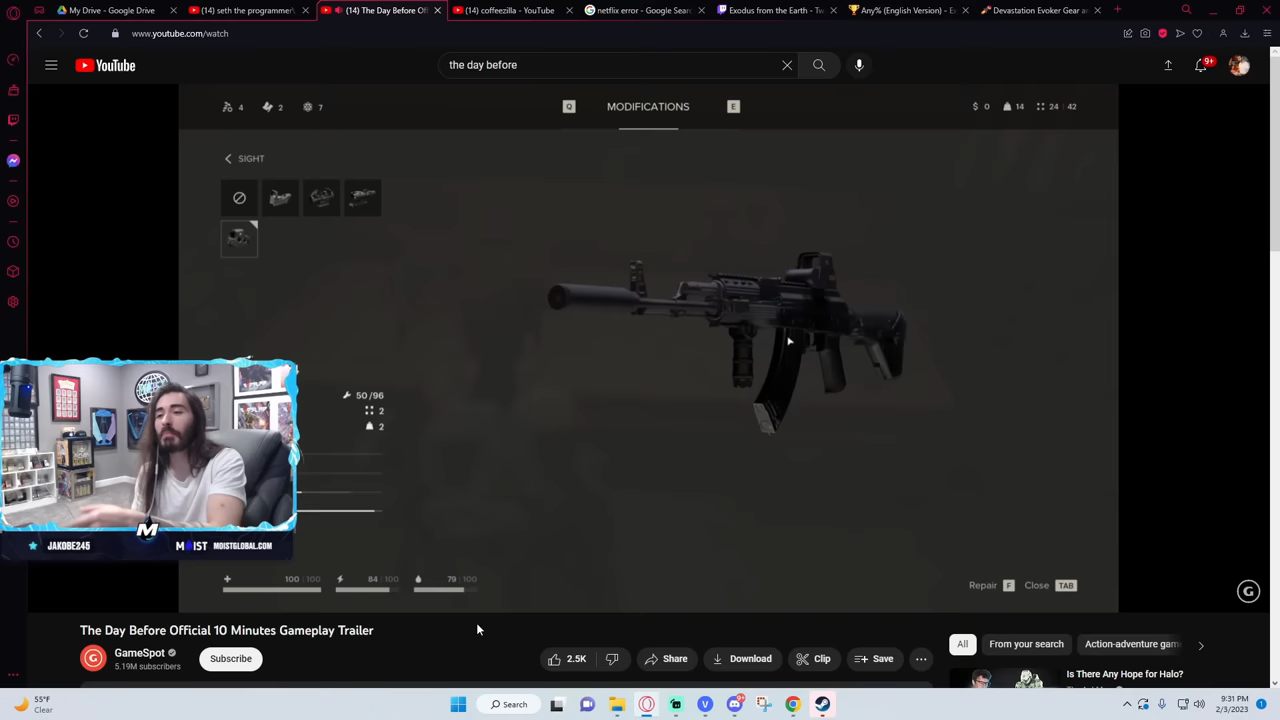 My Drive - Google Drive
(14) seth the programmer
(14) The Day Before Of
(14) coffeezilla - YouTube
netflix error - Google Sear
Exodus from the Earth - Tw
Any% (English Version) - Ex
Devastation Evoker Gear a
www.youtube.com/watch
YouTube
the day before
9+
4
2
7
Q
MODIFICATIONS
E
$ 0
14
24 | 42
SIGHT
50/96
2
2
M
JAKOBE245
MOIST
MOISTGLOBAL.COM
100 | 100
84 | 100
79 | 100
Repair
F
Close
TAB
G
The Day Before Official 10 Minutes Gameplay Trailer
G
GameSpot
5.19M subscribers
Subscribe
2.5K
Share
Download
Clip
Save
All
From your search
Action-adventure gam
Is There Any Hope for Halo?
55°F
Clear
Search
9:31 PM
2/3/2023